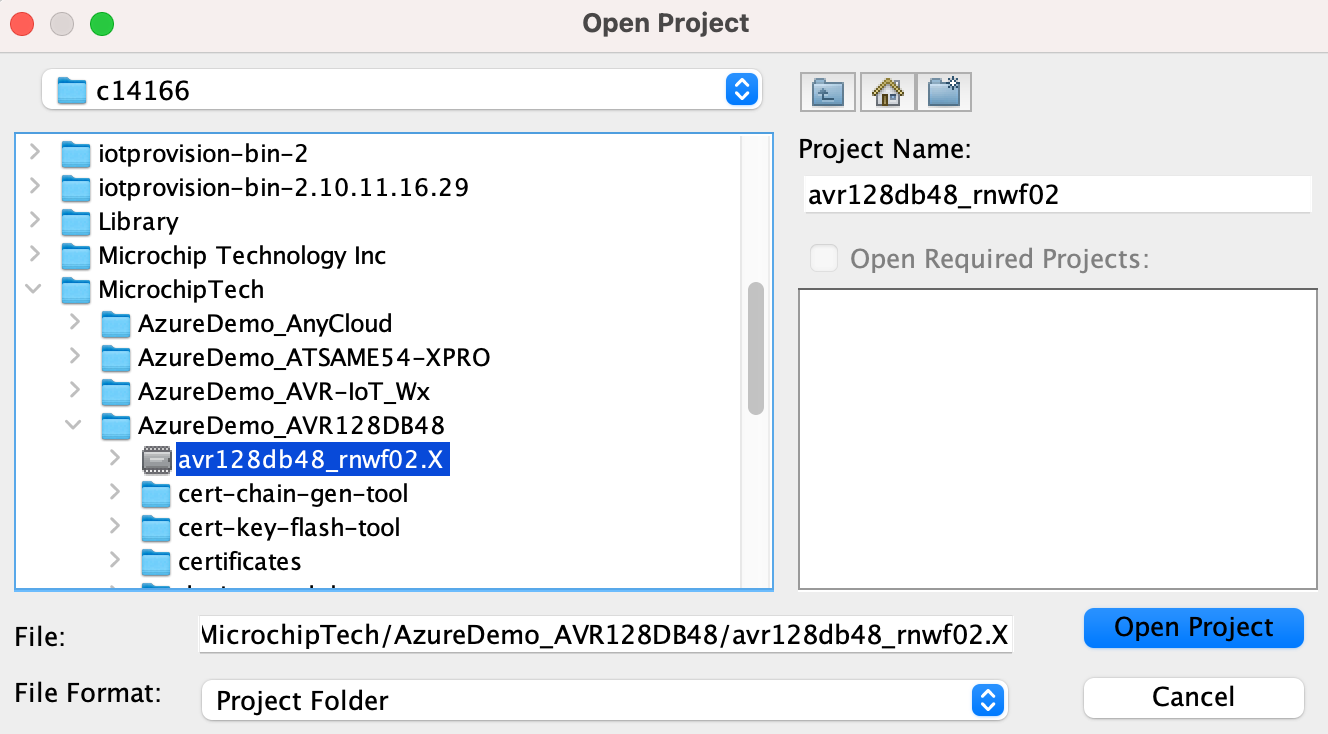 Open Project
c14166
iotprovision-bin-2
iotprovision-bin-2.10.11.16.29
Library
Microchip Technology Inc
MicrochipTech
AzureDemo_AnyCloud
AzureDemo_ATSAME54-XPRO
AzureDemo_AVR-IoT_Wx
AzureDemo_AVR128DB48
avr128db48_rnwf02.X
cert-chain-gen-tool
cert-key-flash-tool
certificates
Project Name:
avr128db48_rnwf02
Open Required Projects:
File:
MicrochipTech/AzureDemo_AVR128DB48/avr128db48_rnwf02.X
Open Project
File Format:
Project Folder
Cancel